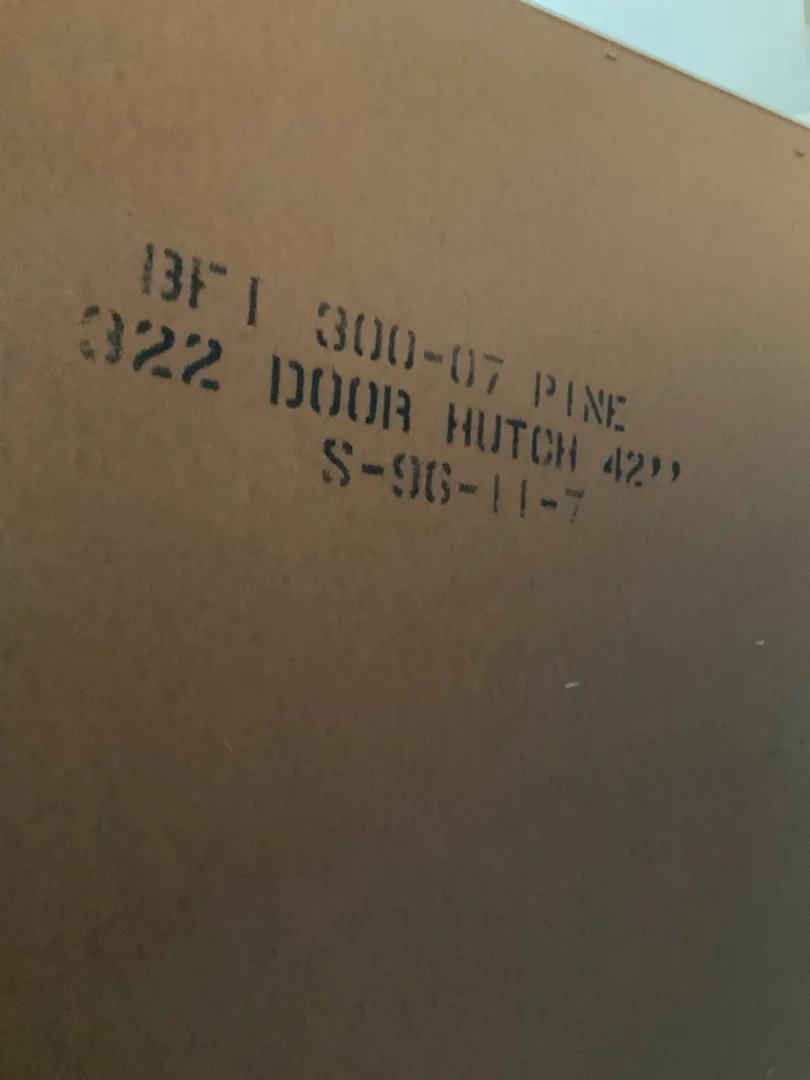 BFI 300-07 PINE
322 DOOR HUTCH 42''
S-96-11-7